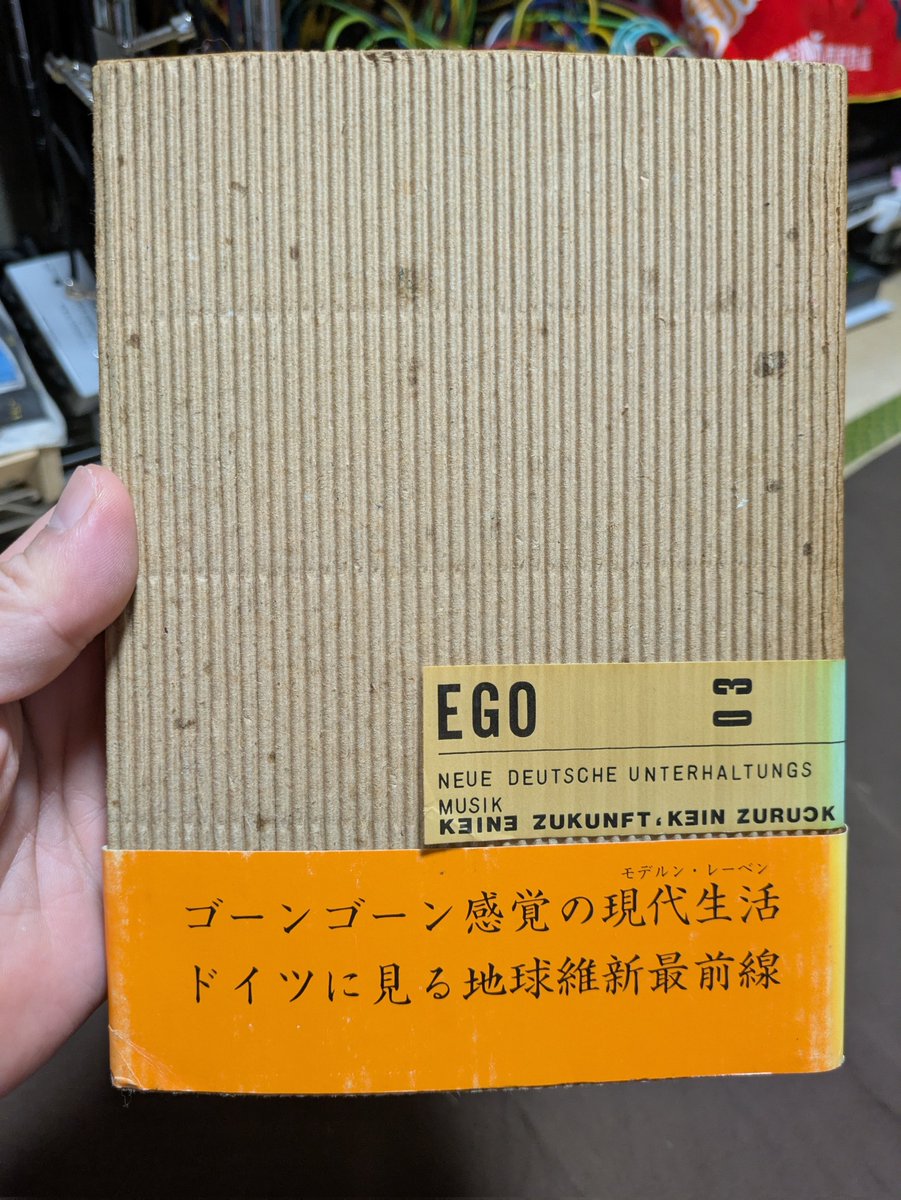 EGO
03
NEUE DEUTSCHE UNTERHALTUNGS
MUSIK
KEINE ZUKUNFT, KEIN ZURUCK
モデルン・レーベン
ゴーンゴーン感覚の現代生活
ドイツに見る地球維新最前線